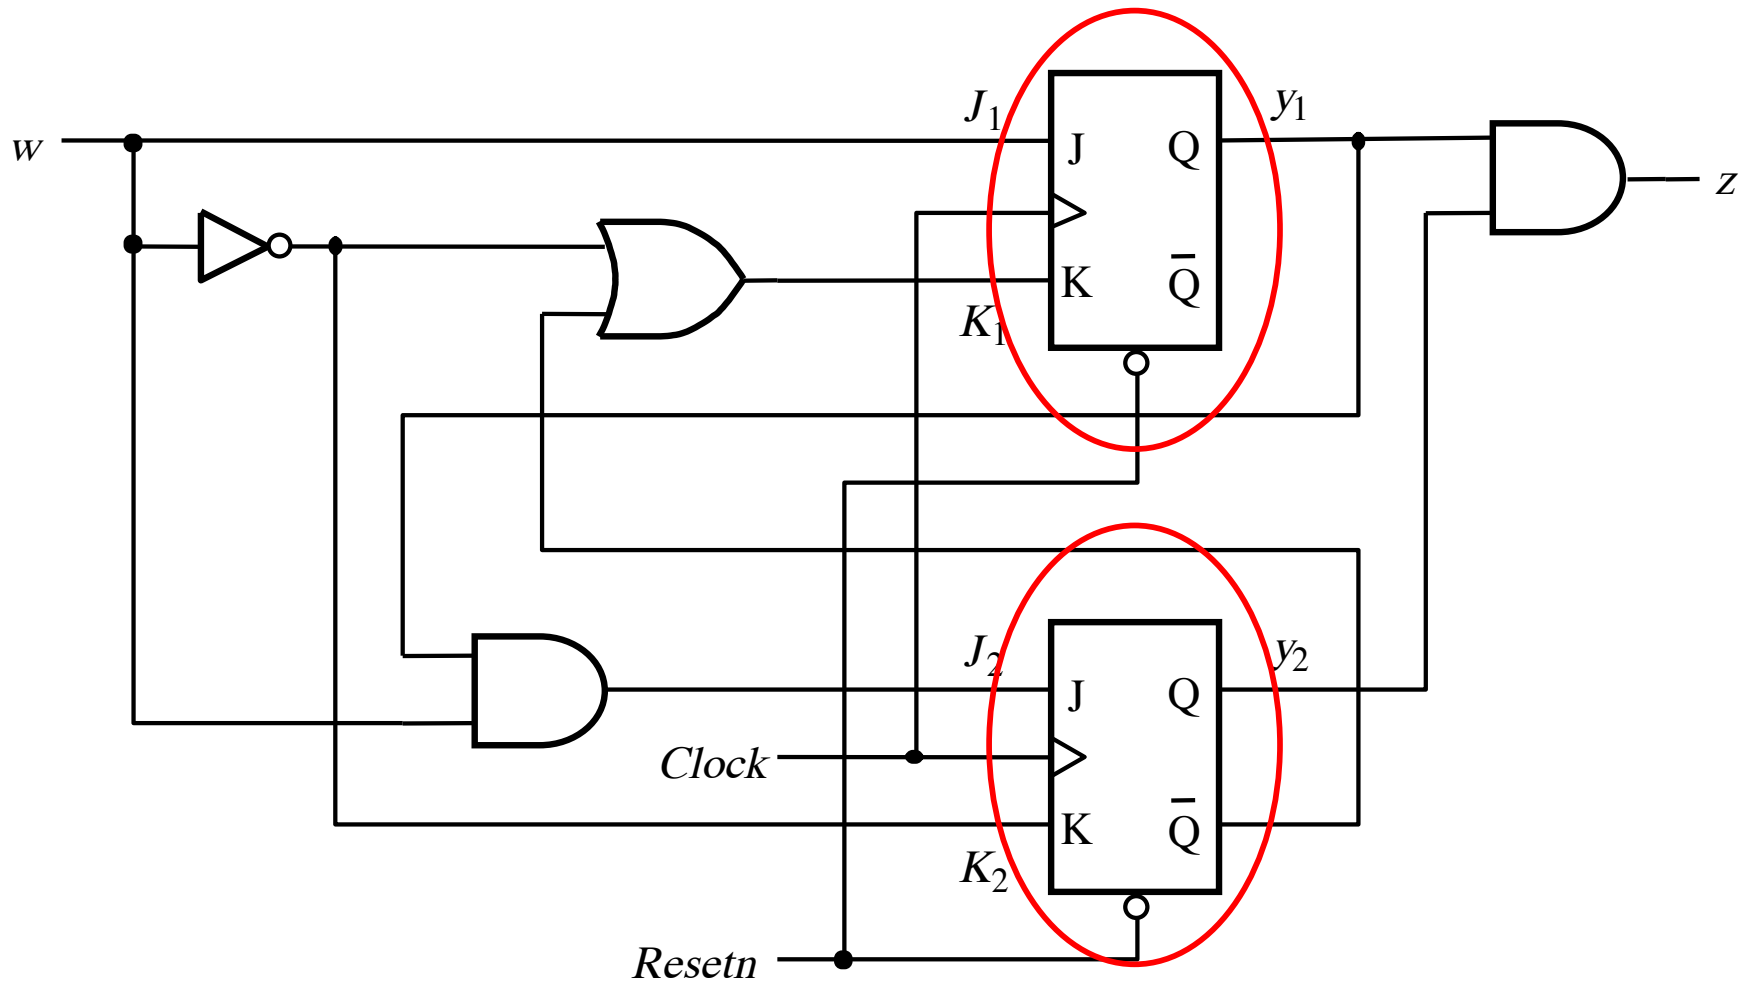 J₁
y₁
w
J
Q
z
K
Q̅
K₁
J₂
y₂
J
Q
Clock
K
Q̅
K₂
Resetn